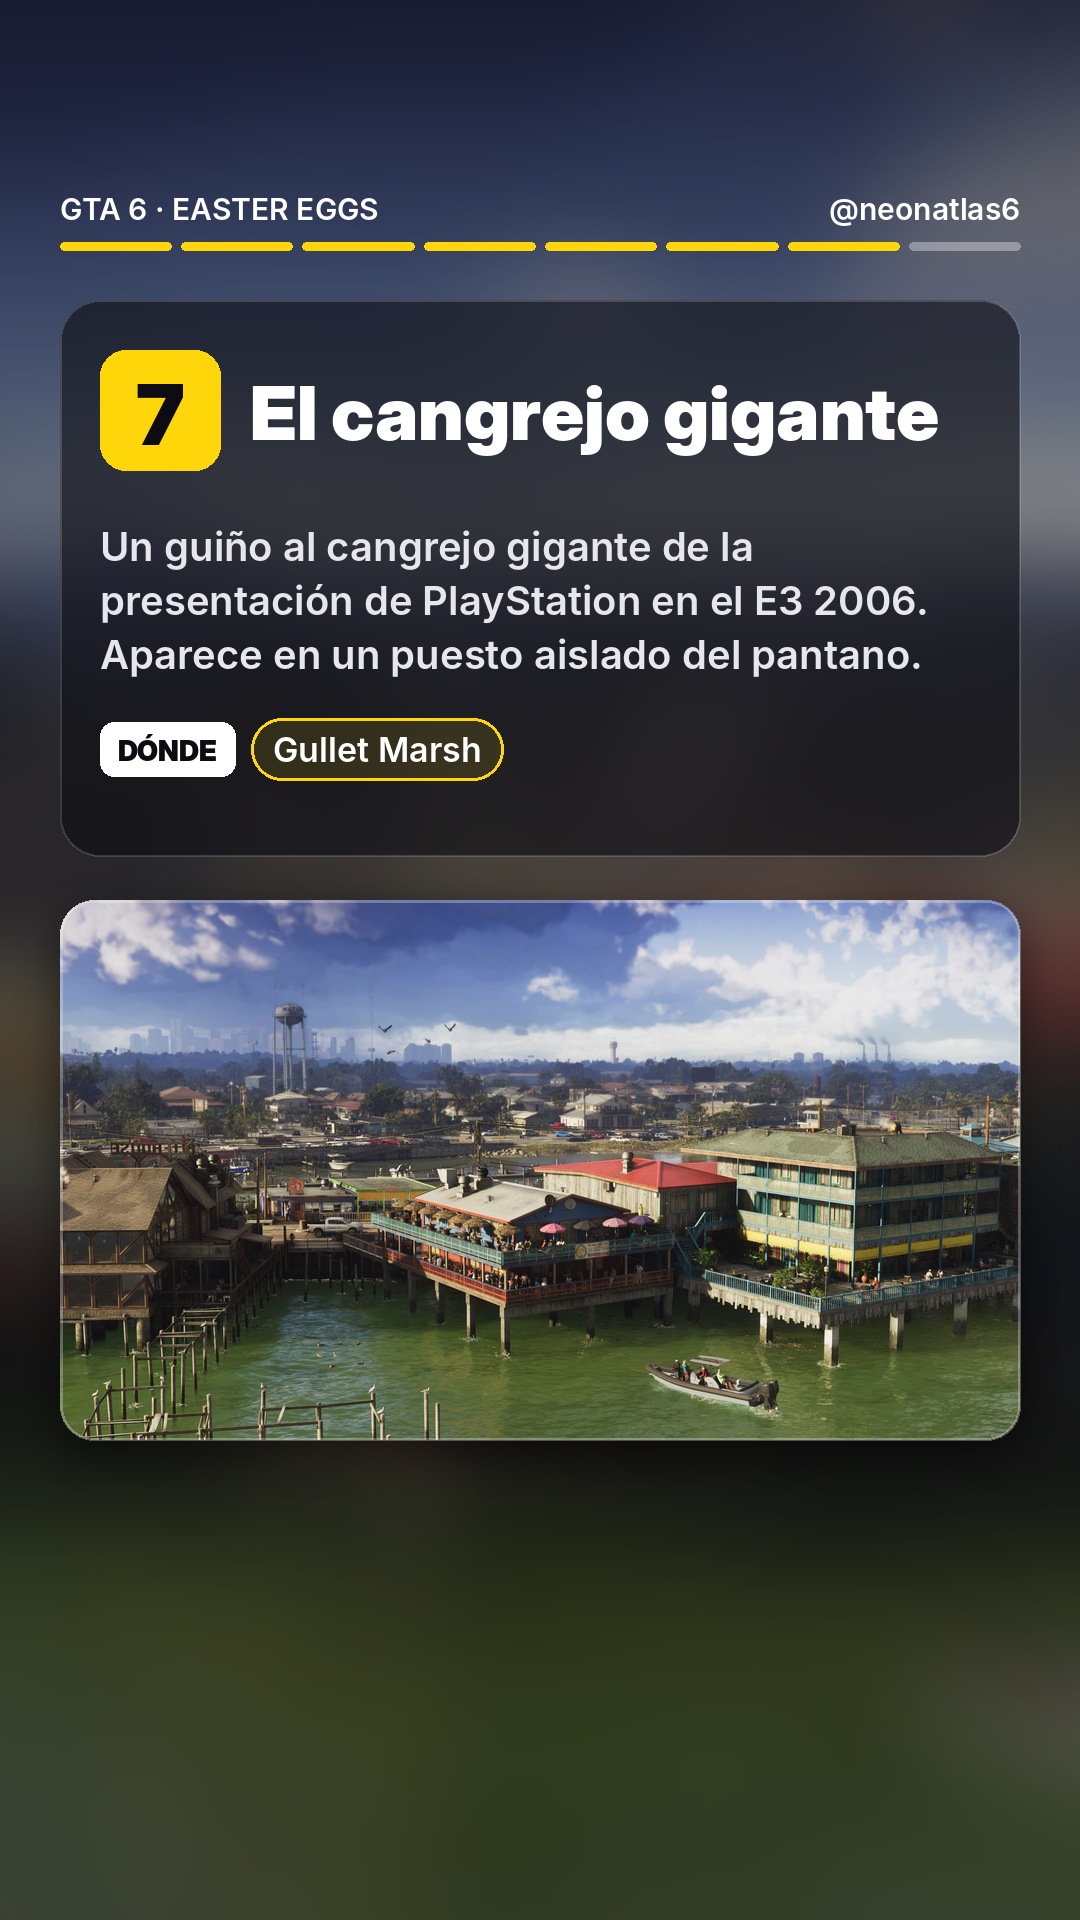 GTA 6 · EASTER EGGS
@neonatlas6
7
El cangrejo gigante
Un guiño al cangrejo gigante de la
presentación de PlayStation en el E3 2006.
Aparece en un puesto aislado del pantano.
DÓNDE
Gullet Marsh